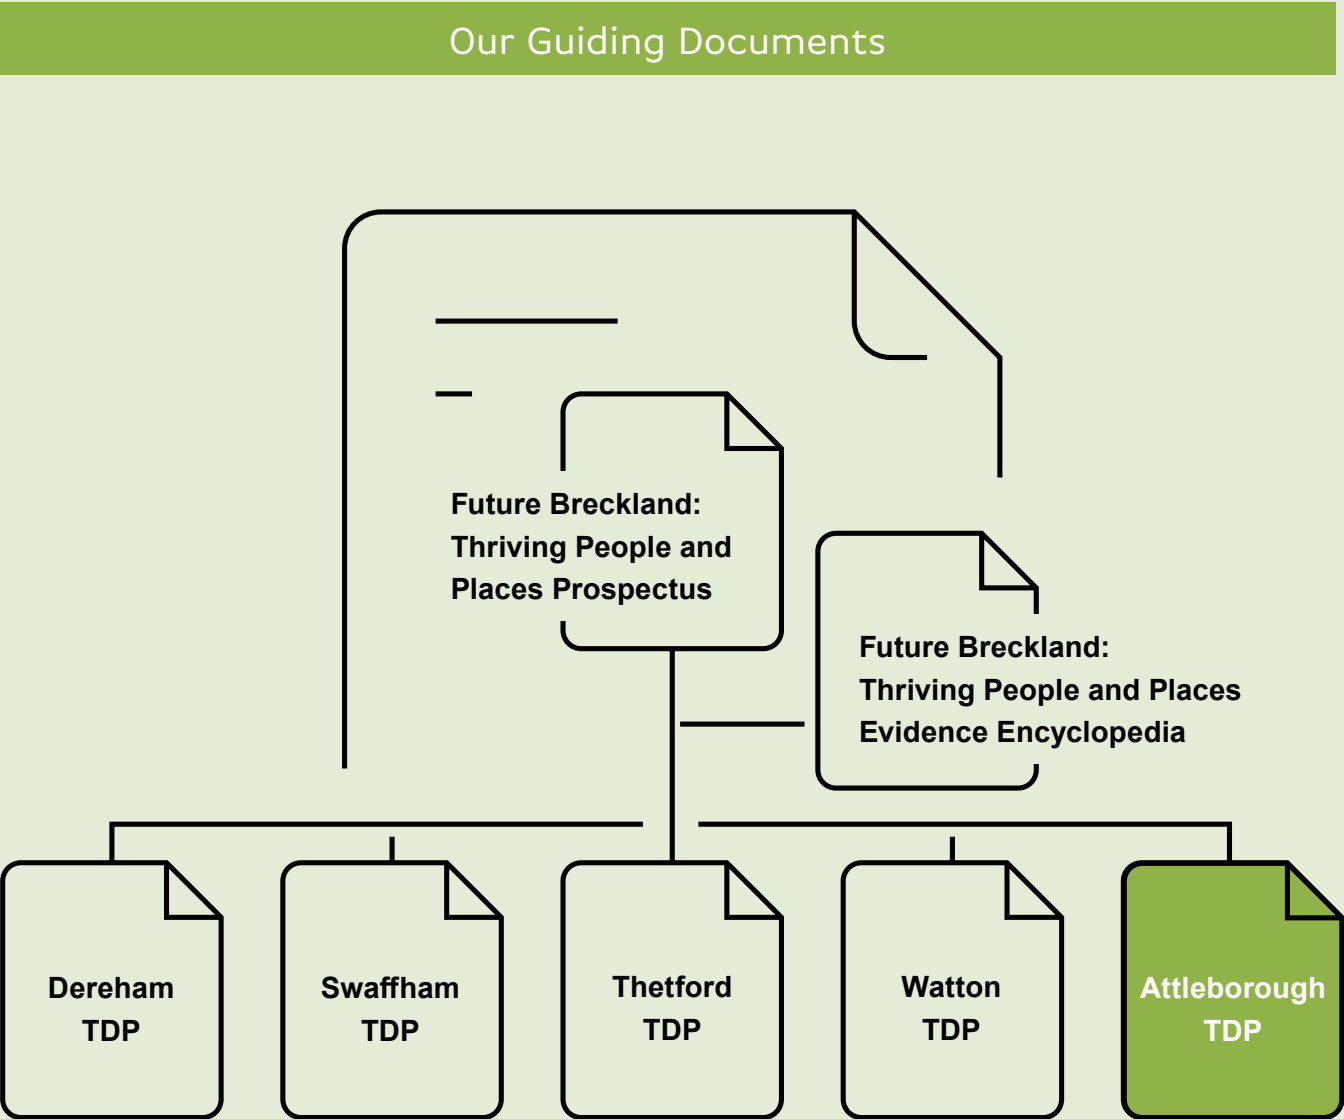 Our Guiding Documents
Future Breckland:
Thriving People and
Places Prospectus
Future Breckland:
Thriving People and Places
Evidence Encyclopedia
Dereham
TDP
Swaffham
TDP
Thetford
TDP
Watton
TDP
Attleborough
TDP